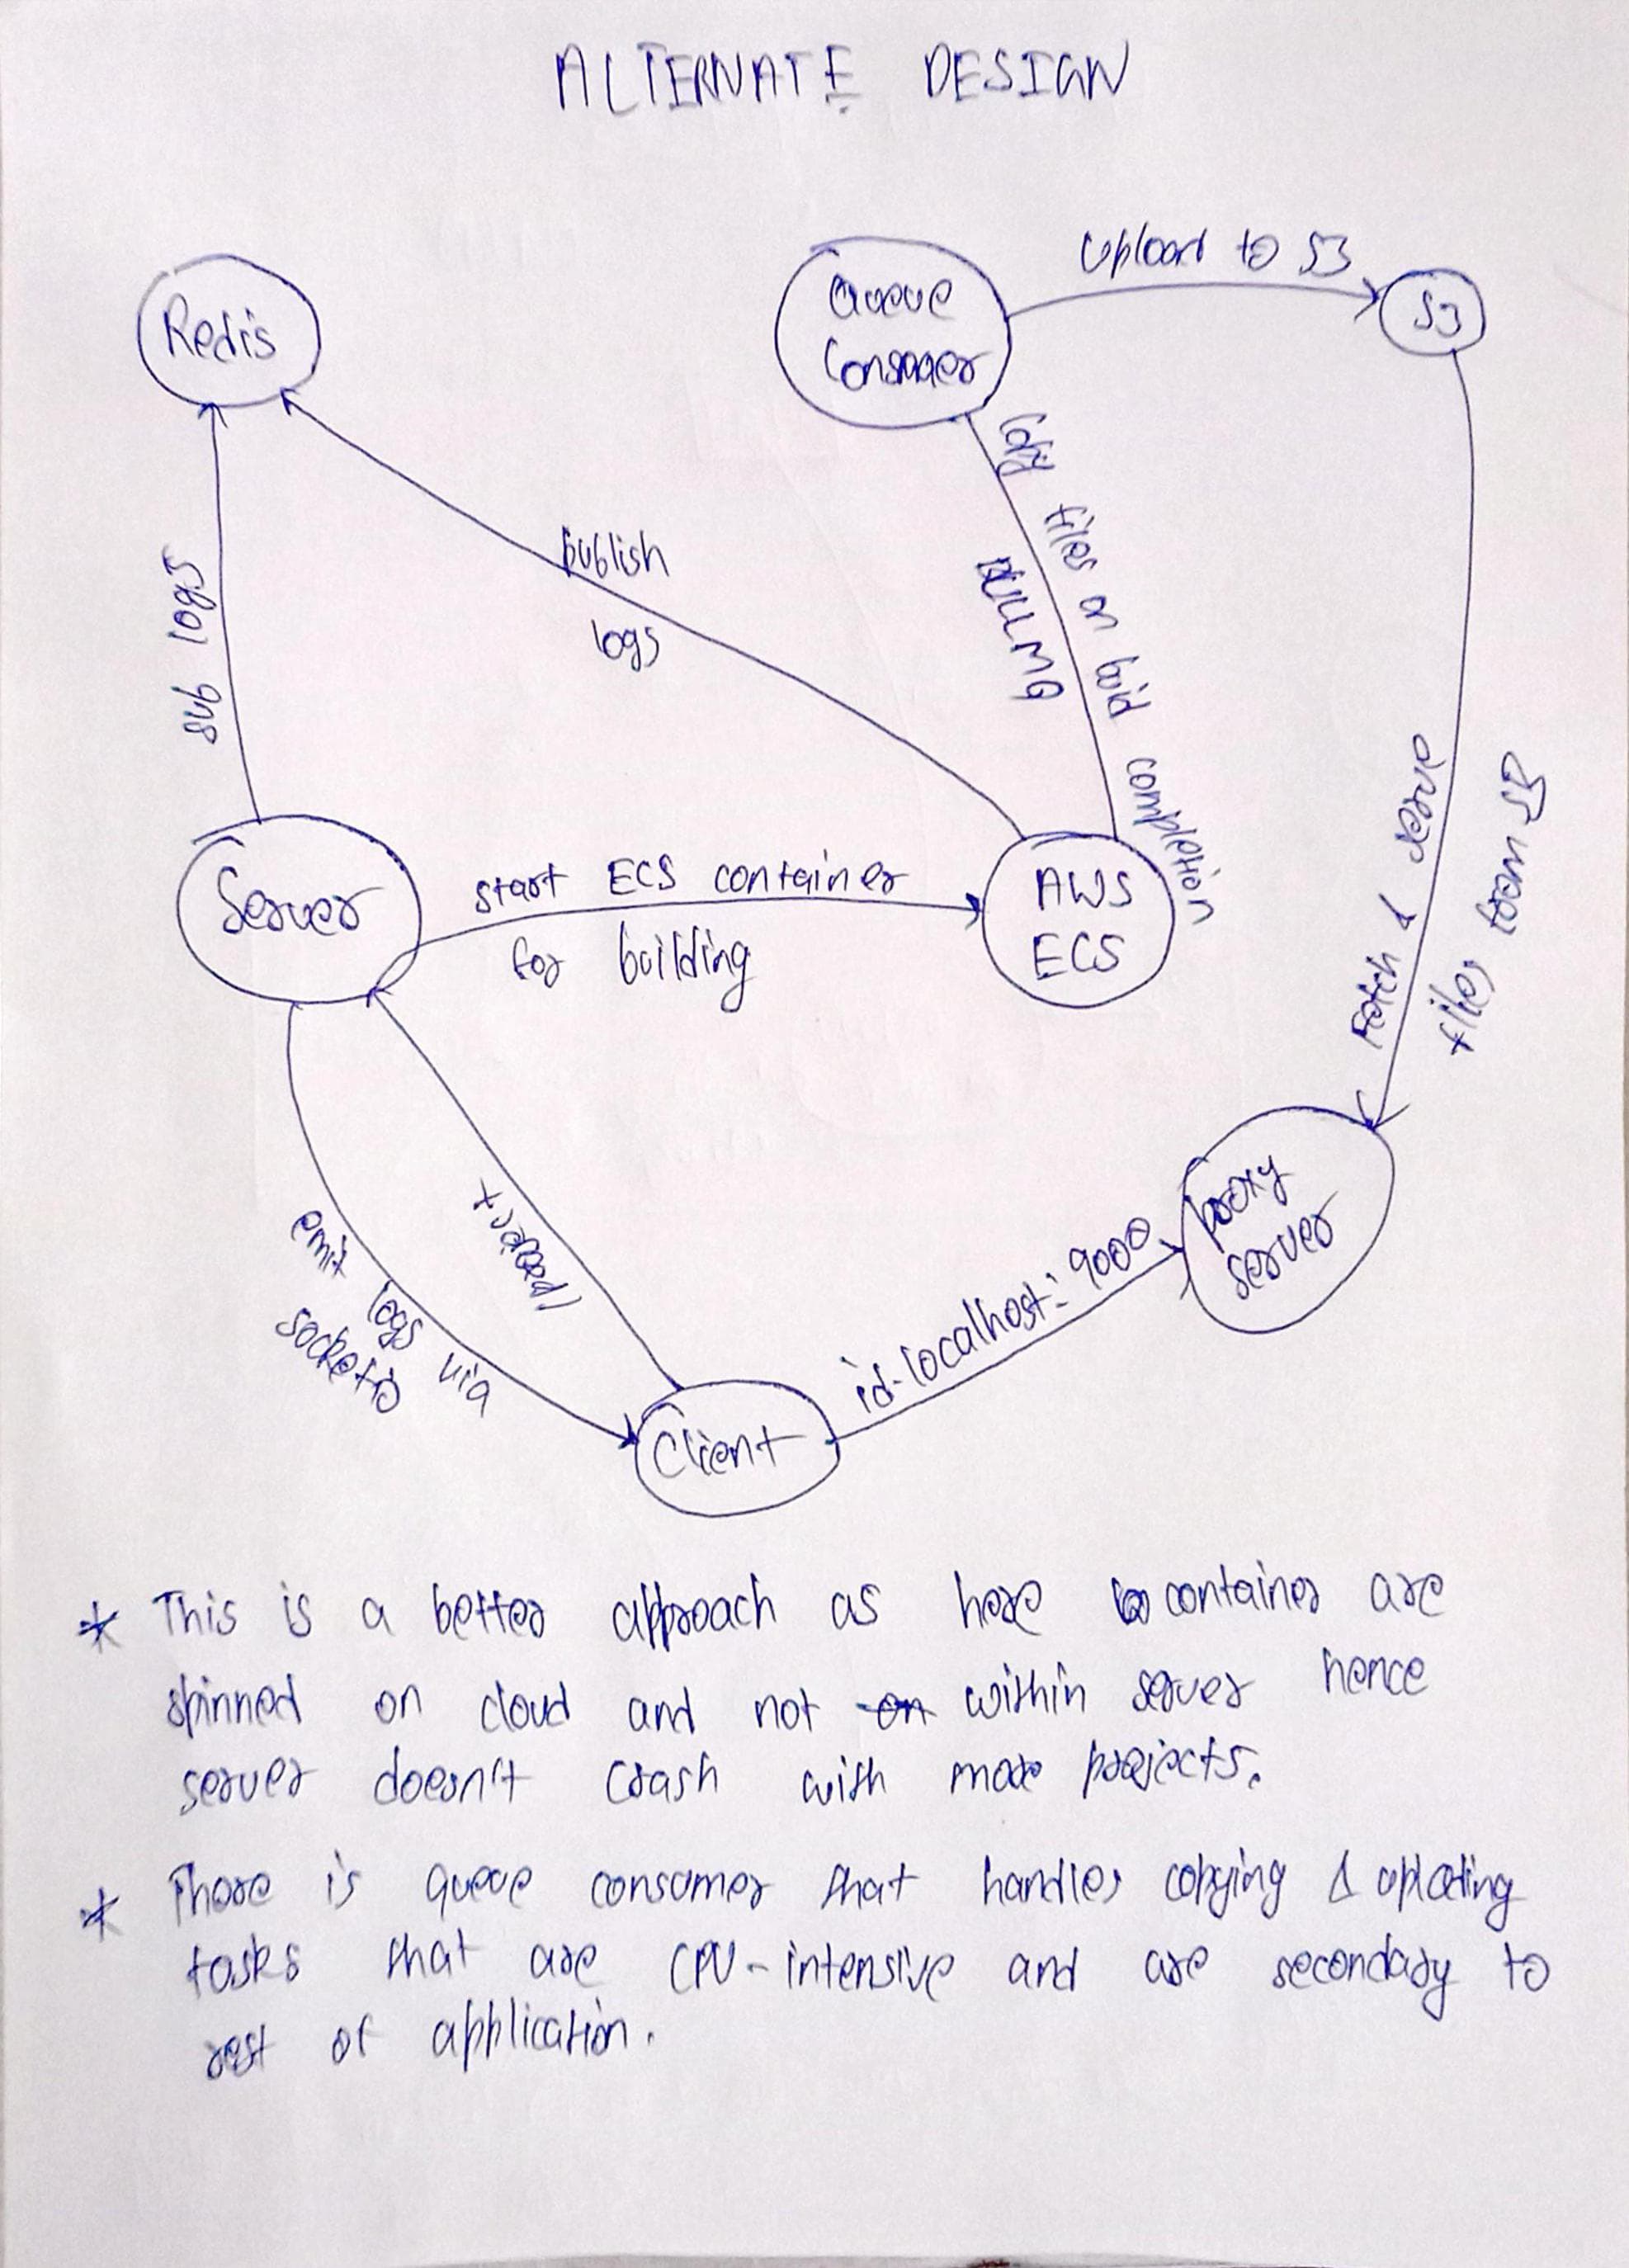 ALTERNATE DESIGN
Upload to S3
Redis
Queue
Consumer
S3
Copy files on buid completion
BULLMQ
publish
logs
sub logs
fetch & serve
files from S3
Server
start ECS container
for building
AWS
ECS
/project
emit logs via
socketio
id.localhost:9000
Proxy
server
Client
* This is a better approach as here containers are
spinned on cloud and not on within server hence
server doesn't crash with more projects.
* There is queue consumer that handles copying & uploading
tasks that are CPU-intensive and are secondary to
rest of application.